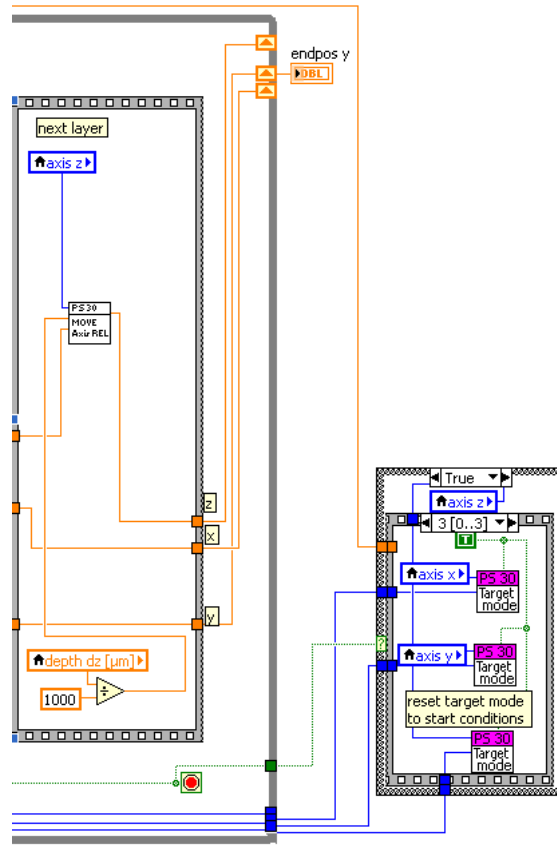 endpos y
DBL
next layer
axis z
PS 30
MOVE
Axis REL
z
x
y
depth dz [µm]
1000
÷
True
axis z
3 [0..3]
T
axis x
PS 30
Target
mode
?
axis y
PS 30
Target
mode
reset target mode
to start conditions
PS 30
Target
mode